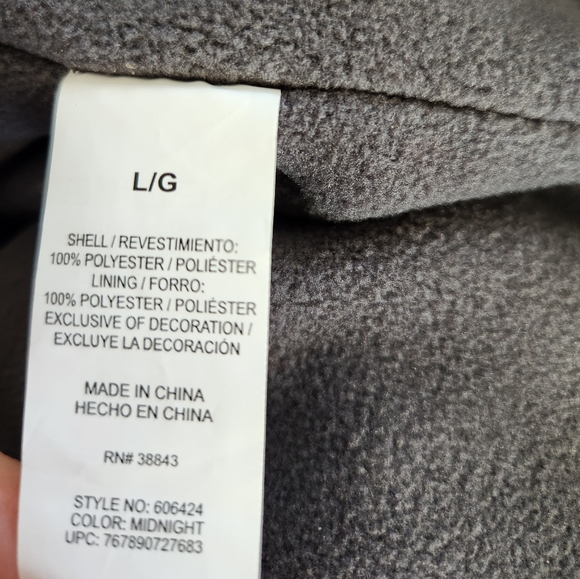 L/G
SHELL / REVESTIMIENTO:
100% POLYESTER / POLIÉSTER
LINING / FORRO:
100% POLYESTER / POLIÉSTER
EXCLUSIVE OF DECORATION /
EXCLUYE LA DECORACIÓN
MADE IN CHINA
HECHO EN CHINA
RN# 38843
STYLE NO: 606424
COLOR: MIDNIGHT
UPC: 767890727683